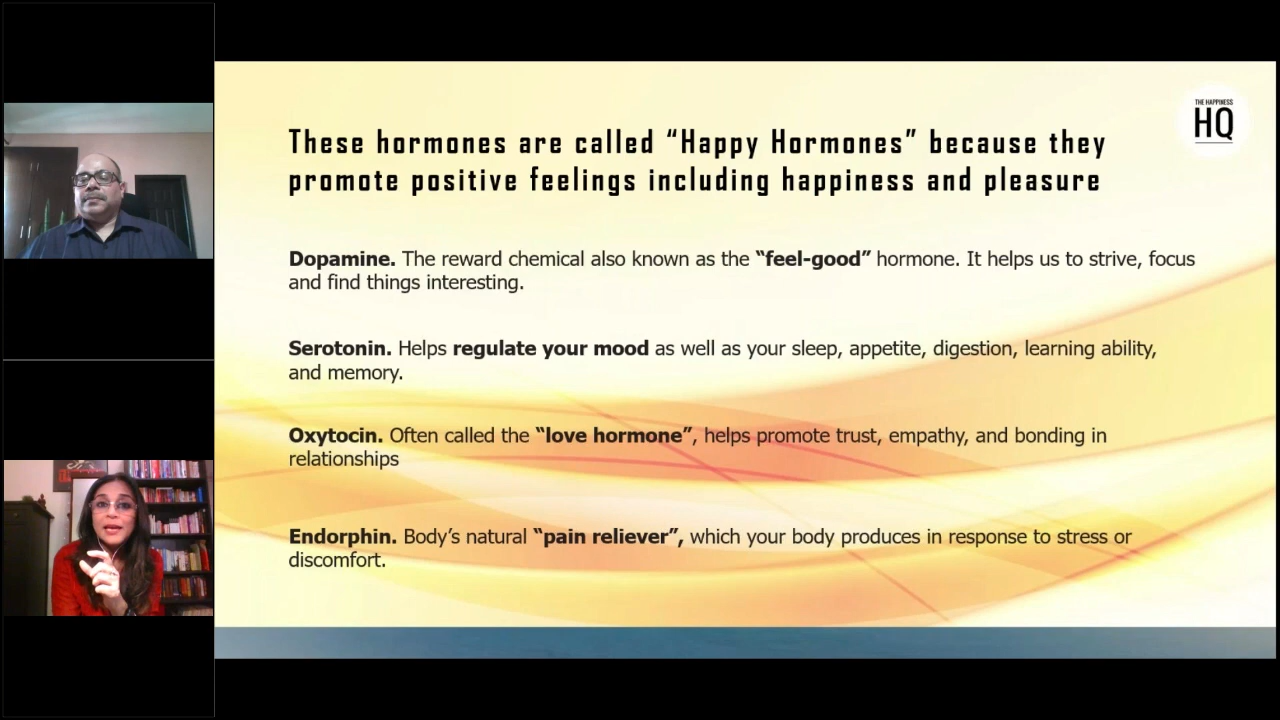 THE HAPPINESS
HQ
These hormones are called “Happy Hormones” because they
promote positive feelings including happiness and pleasure
Dopamine. The reward chemical also known as the “feel-good” hormone. It helps us to strive, focus
and find things interesting.
Serotonin. Helps regulate your mood as well as your sleep, appetite, digestion, learning ability,
and memory.
Oxytocin. Often called the “love hormone”, helps promote trust, empathy, and bonding in
relationships
Endorphin. Body’s natural “pain reliever”, which your body produces in response to stress or
discomfort.